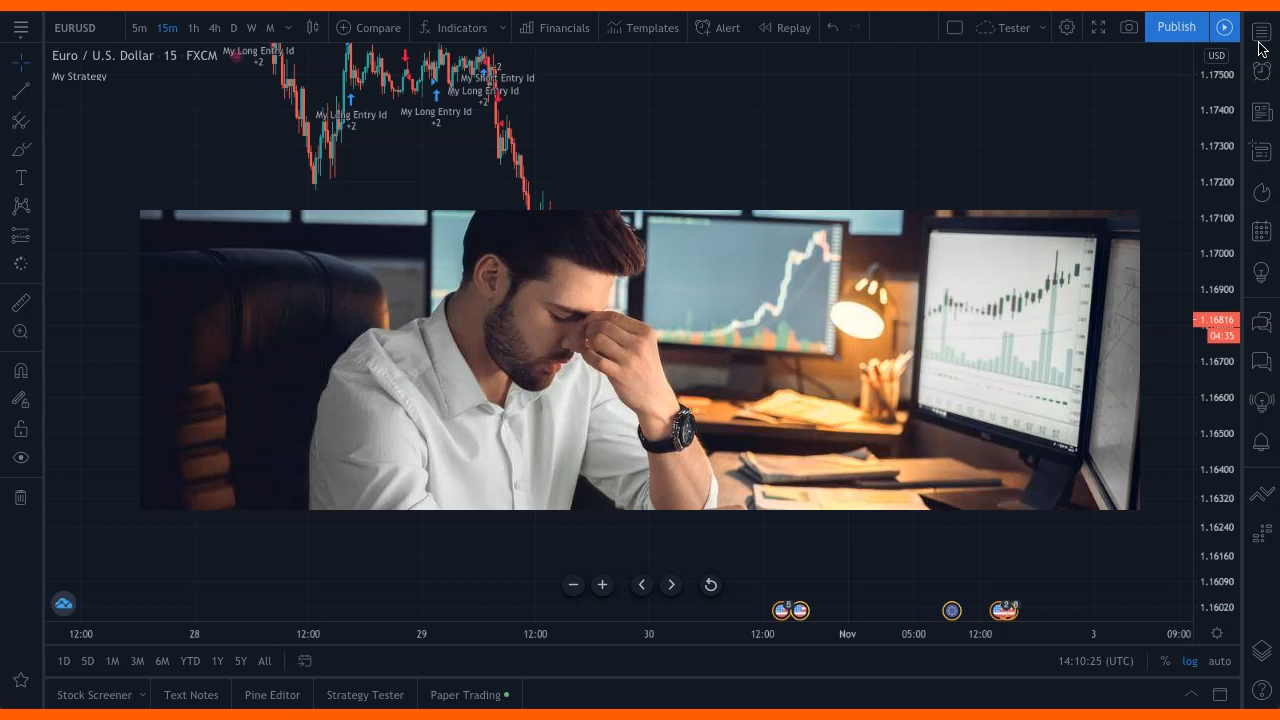 EURUSD 5m 15m 1h 4h D W M Compare Indicators Financials Templates Alert Replay Tester Publish
Euro / U.S. Dollar · 15 · FXCM
My Strategy
My Long Entry Id
+2
+2
My Short Entry Id
My Long Entry Id
+2
My Long Entry Id
+2
My Long Entry Id
+2
USD
1.17500
1.17400
1.17300
1.17200
1.17100
1.17000
1.16900
1.16816
04:35
1.16700
1.16600
1.16500
1.16400
1.16320
1.16240
1.16160
1.16090
1.16020
5 2
12:00 28 12:00 29 12:00 30 12:00 Nov 05:00 12:00 3 09:00
1D 5D 1M 3M 6M YTD 1Y 5Y All 14:10:25 (UTC) % log auto
Stock Screener Text Notes Pine Editor Strategy Tester Paper Trading